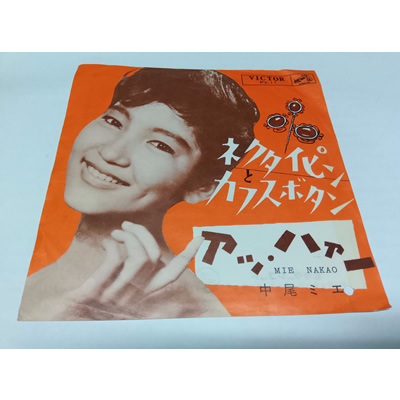 VICTOR
ネクタイピン
と
カフスボタン
アッ・ハァー
MIE NAKAO
中尾ミエ